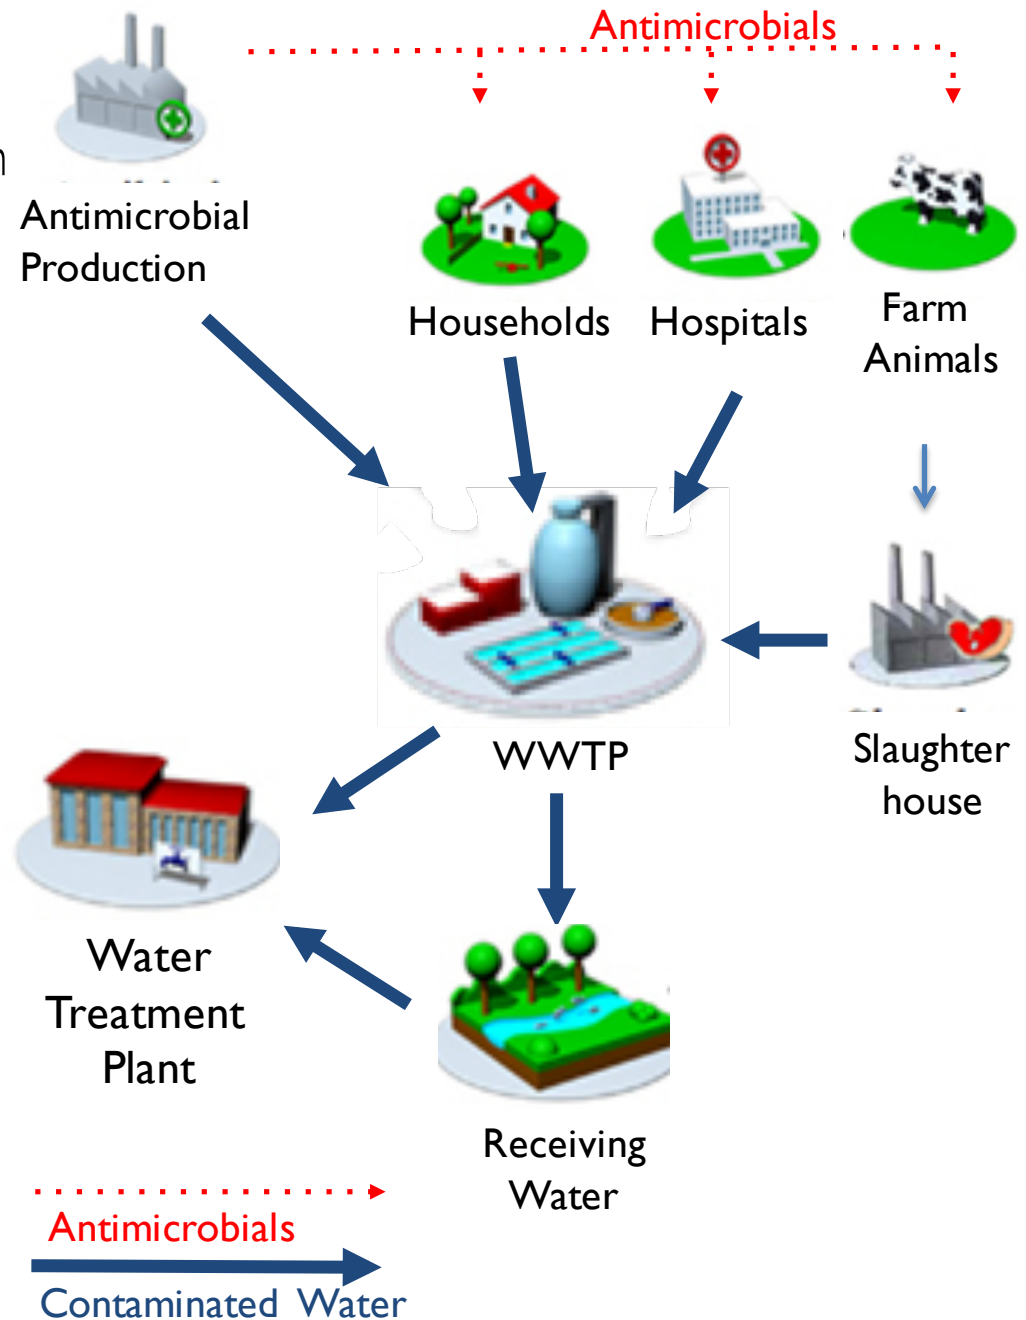 Antimicrobials
n
Antimicrobial
Production
Households
Hospitals
Farm
Animals
WWTP
Slaughter
house
Water
Treatment
Plant
Receiving
Water
Antimicrobials
Contaminated Water